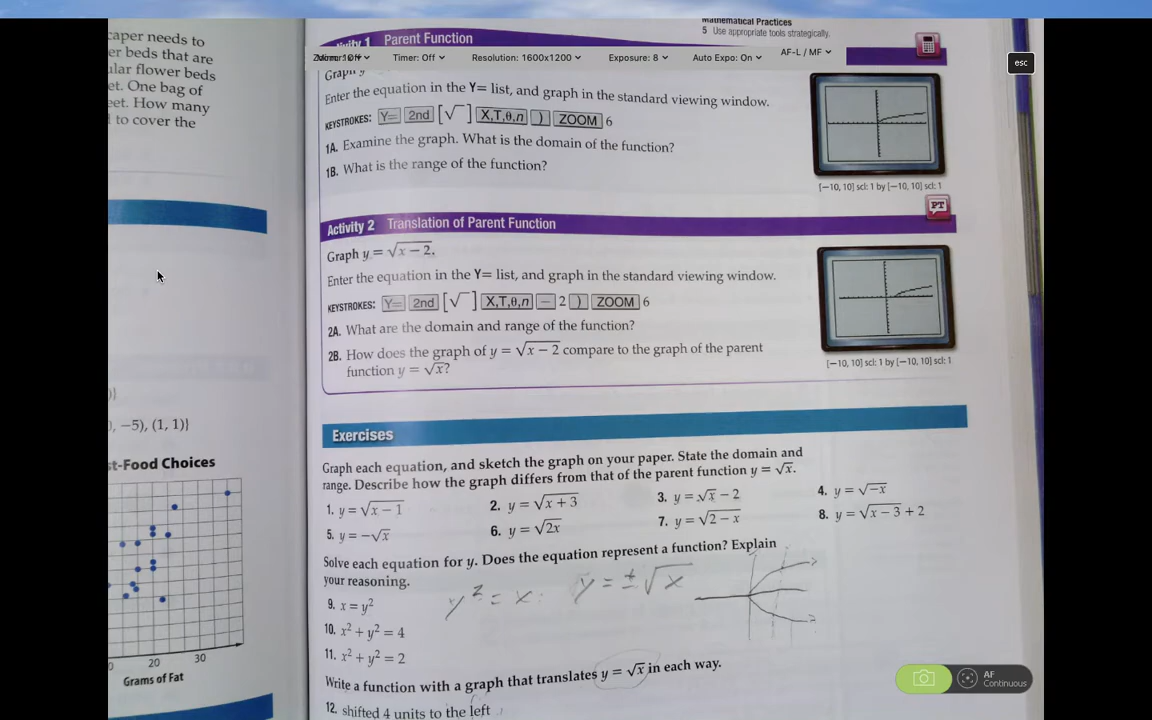 Mathematical Practices
5 Use appropriate tools strategically.
Activity 1 Parent Function
Timer: Off Resolution: 1600x1200 Exposure: 8 Auto Expo: On AF-L / MF
esc
Graph y
Enter the equation in the Y= list, and graph in the standard viewing window.
KEYSTROKES: Y= 2nd [√ ] X,T,θ,n ) ZOOM 6
1A. Examine the graph. What is the domain of the function?
1B. What is the range of the function?
[−10, 10] scl: 1 by [−10, 10] scl: 1
PT
Activity 2 Translation of Parent Function
Graph y = √x − 2.
Enter the equation in the Y= list, and graph in the standard viewing window.
KEYSTROKES: Y= 2nd [√ ] X,T,θ,n − 2 ) ZOOM 6
2A. What are the domain and range of the function?
2B. How does the graph of y = √x − 2 compare to the graph of the parent
function y = √x?
[−10, 10] scl: 1 by [−10, 10] scl: 1
Exercises
Graph each equation, and sketch the graph on your paper. State the domain and
range. Describe how the graph differs from that of the parent function y = √x.
1. y = √x − 1 2. y = √x + 3 3. y = √x − 2 4. y = √−x
5. y = −√x 6. y = √2x 7. y = √2 − x 8. y = √x − 3 + 2
Solve each equation for y. Does the equation represent a function? Explain
your reasoning.
9. x = y²
y² = x y = ±√x
10. x² + y² = 4
11. x² + y² = 2
Write a function with a graph that translates y = √x in each way.
12. shifted 4 units to the left
AF
Continuous
caper needs to
er beds that are
ular flower beds
et. One bag of
eet. How many
to cover the
)}
, −5), (1, 1)}
st-Food Choices
20 30
Grams of Fat